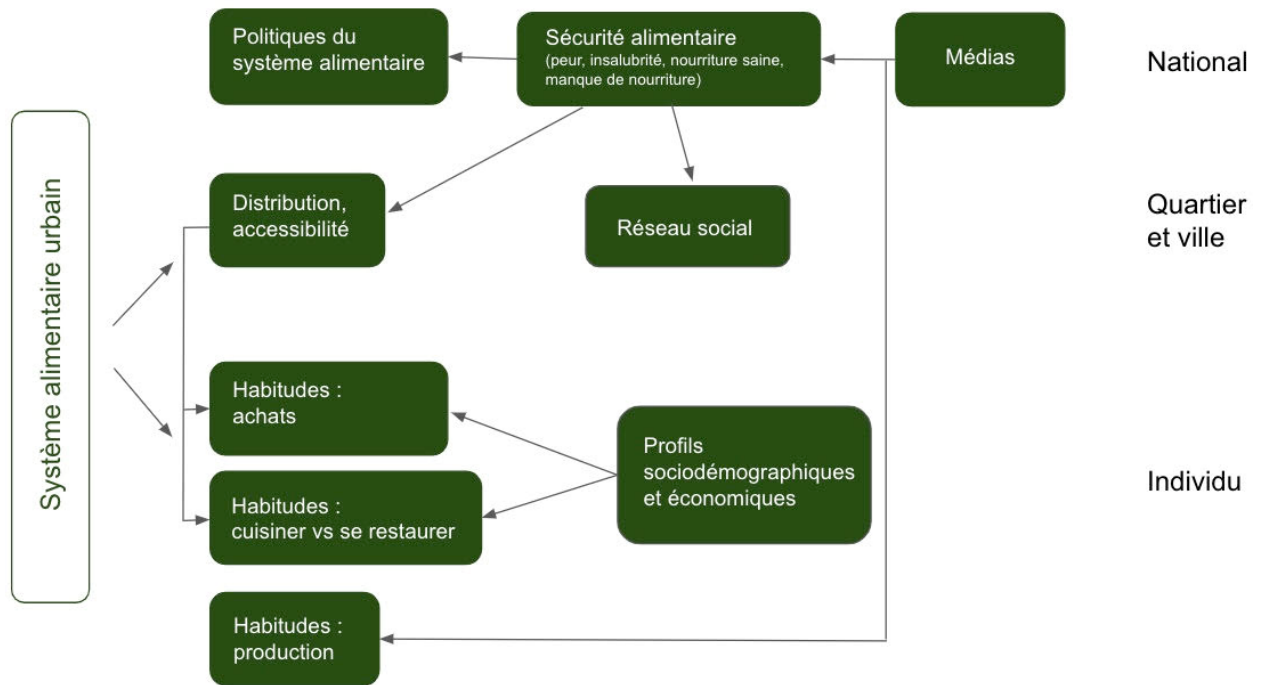 Politiques du
système alimentaire
Sécurité alimentaire
(peur, insalubrité, nourriture saine,
manque de nourriture)
Médias
National
Système alimentaire urbain
Distribution,
accessibilité
Réseau social
Quartier
et ville
Habitudes :
achats
Profils
sociodémographiques
et économiques
Individu
Habitudes :
cuisiner vs se restaurer
Habitudes :
production